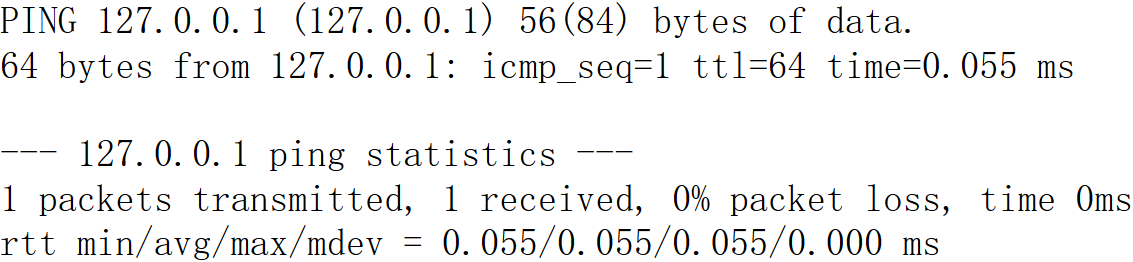 PING 127.0.0.1 (127.0.0.1) 56(84) bytes of data.
64 bytes from 127.0.0.1: icmp_seq=1 ttl=64 time=0.055 ms
--- 127.0.0.1 ping statistics ---
1 packets transmitted, 1 received, 0% packet loss, time 0ms
rtt min/avg/max/mdev = 0.055/0.055/0.055/0.000 ms